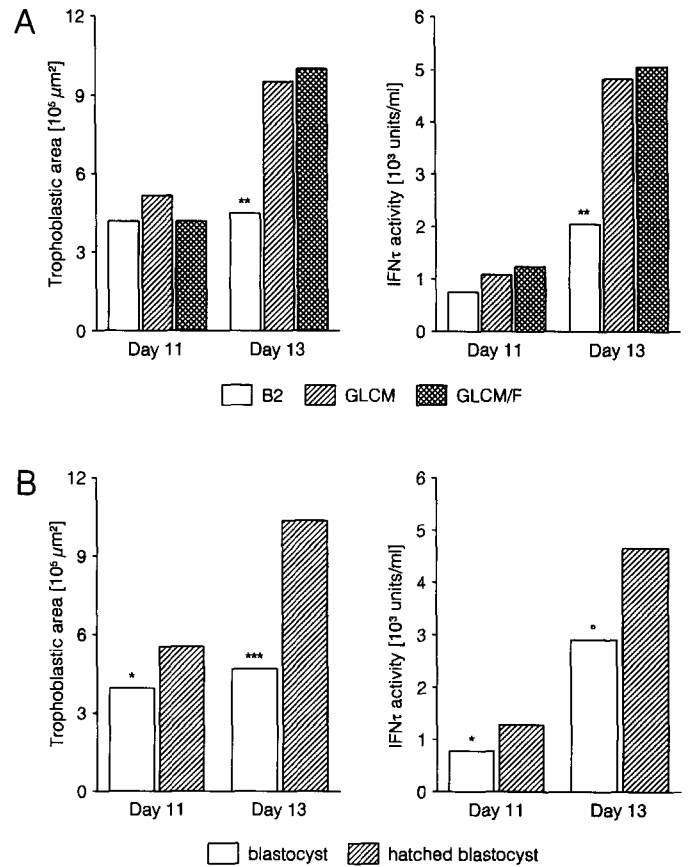 A
Trophoblastic area [10⁵ µm²]
12
9
6
3
0
**
Day 11 Day 13
IFNτ activity [10³ units/ml]
6
5
4
3
2
1
0
**
Day 11 Day 13
B2 GLCM GLCM/F
B
Trophoblastic area [10⁵ µm²]
12
9
6
3
0
*
***
Day 11 Day 13
IFNτ activity [10³ units/ml]
6
5
4
3
2
1
0
*
°
Day 11 Day 13
blastocyst hatched blastocyst